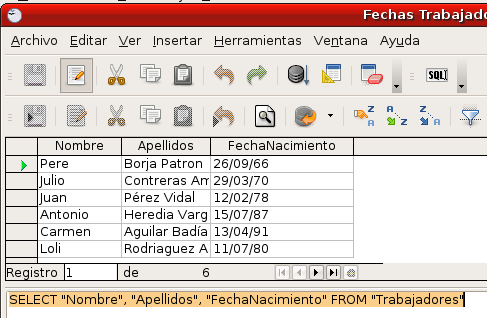 Fechas Trabajado
Archivo Editar Ver Insertar Herramientas Ventana Ayuda
SQL
Nombre Apellidos FechaNacimiento
Pere Borja Patron 26/09/66
Julio Contreras Am 29/03/70
Juan Pérez Vidal 12/02/78
Antonio Heredia Varg 15/07/87
Carmen Aguilar Badía 13/04/91
Loli Rodriaguez A 11/07/80
Registro 1 de 6
SELECT "Nombre", "Apellidos", "FechaNacimiento" FROM "Trabajadores"